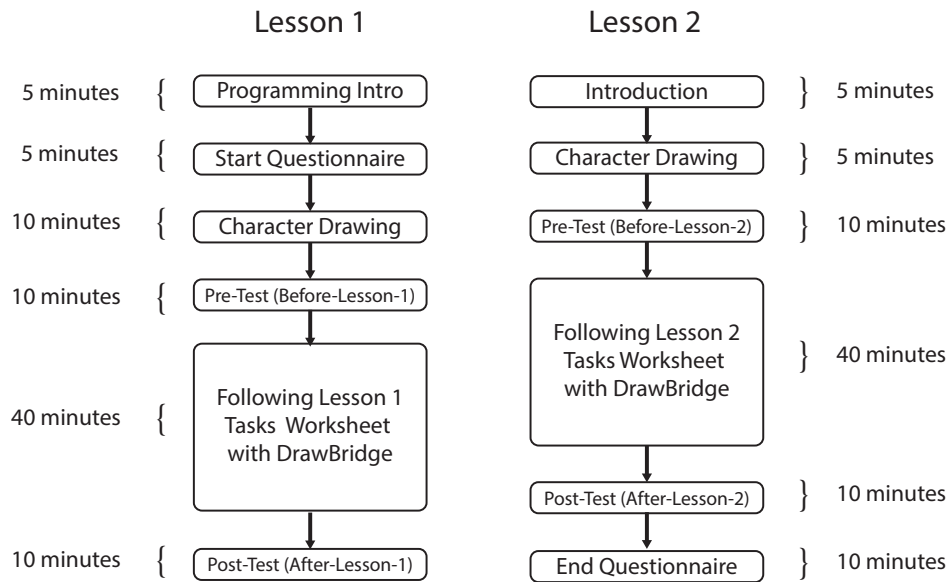 Lesson 1
5 minutes { Programming Intro
5 minutes { Start Questionnaire
10 minutes { Character Drawing
10 minutes { Pre-Test (Before-Lesson-1)
40 minutes {
Following Lesson 1
Tasks Worksheet
with DrawBridge
10 minutes { Post-Test (After-Lesson-1)
Lesson 2
Introduction } 5 minutes
Character Drawing } 5 minutes
Pre-Test (Before-Lesson-2) } 10 minutes
Following Lesson 2
Tasks Worksheet
with DrawBridge
} 40 minutes
Post-Test (After-Lesson-2) } 10 minutes
End Questionnaire } 10 minutes